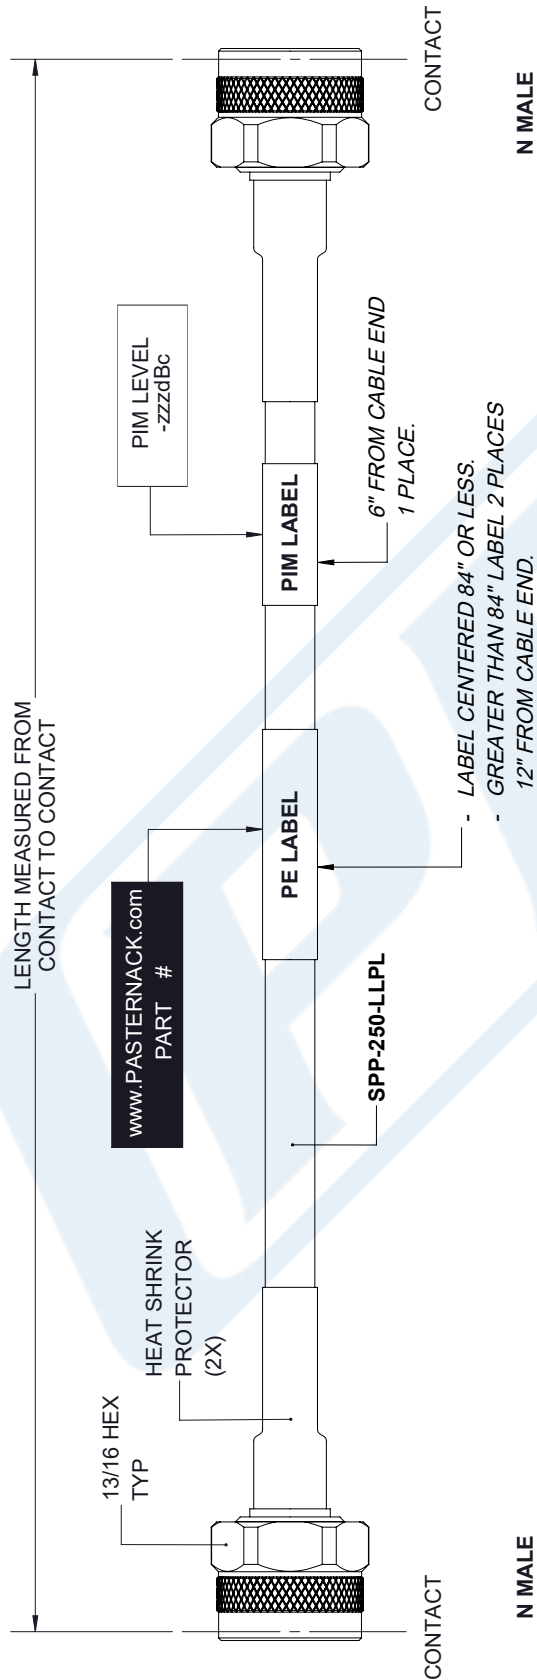 LENGTH MEASURED FROM
CONTACT TO CONTACT
13/16 HEX
TYP
HEAT SHRINK
PROTECTOR
(2X)
www.PASTERNACK.com
PART #
PIM LEVEL
-zzzdBc
PE LABEL
PIM LABEL
SPP-250-LLPL
6" FROM CABLE END
1 PLACE.
- LABEL CENTERED 84" OR LESS.
- GREATER THAN 84" LABEL 2 PLACES
12" FROM CABLE END.
CONTACT
CONTACT
N MALE
N MALE